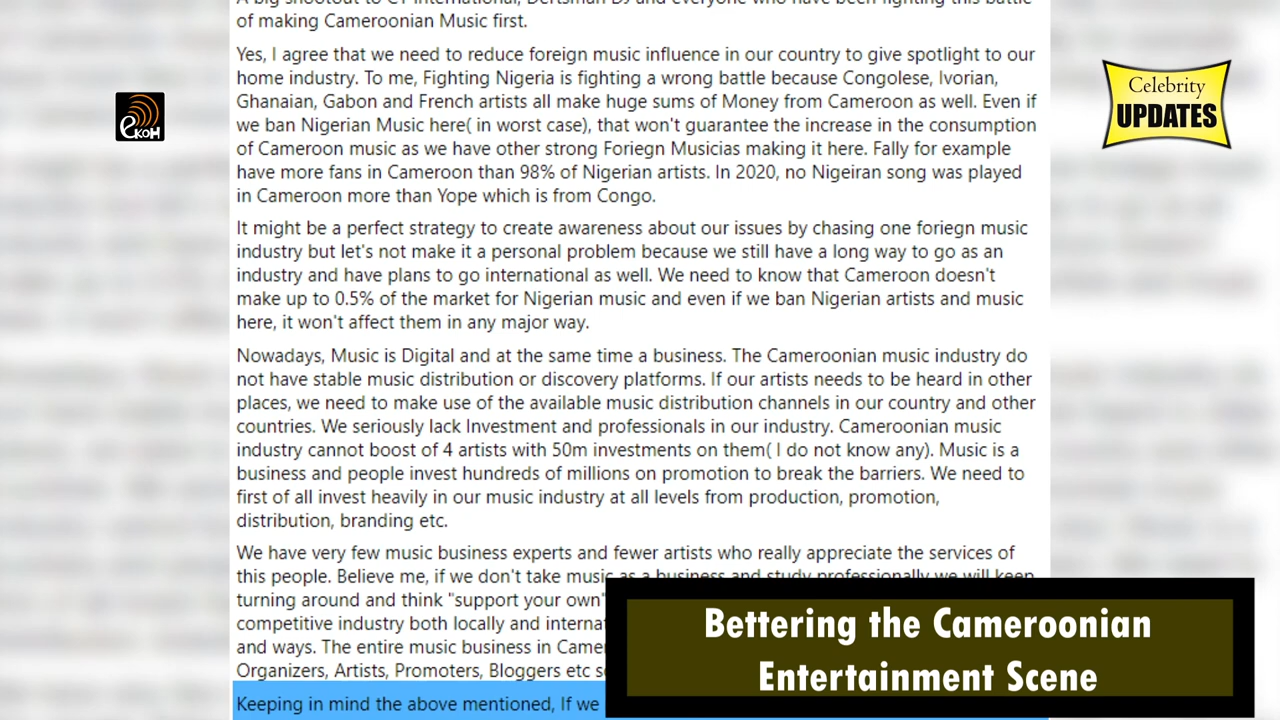 A big shootout to CT International, Dertsman DJ and everyone who have been fighting this battle
of making Cameroonian Music first.
Yes, I agree that we need to reduce foreign music influence in our country to give spotlight to our
home industry. To me, Fighting Nigeria is fighting a wrong battle because Congolese, Ivorian,
Ghanaian, Gabon and French artists all make huge sums of Money from Cameroon as well. Even if
we ban Nigerian Music here( in worst case), that won't guarantee the increase in the consumption
of Cameroon music as we have other strong Foriegn Musicias making it here. Fally for example
have more fans in Cameroon than 98% of Nigerian artists. In 2020, no Nigeiran song was played
in Cameroon more than Yope which is from Congo.
It might be a perfect strategy to create awareness about our issues by chasing one foriegn music
industry but let's not make it a personal problem because we still have a long way to go as an
industry and have plans to go international as well. We need to know that Cameroon doesn't
make up to 0.5% of the market for Nigerian music and even if we ban Nigerian artists and music
here, it won't affect them in any major way.
Nowadays, Music is Digital and at the same time a business. The Cameroonian music industry do
not have stable music distribution or discovery platforms. If our artists needs to be heard in other
places, we need to make use of the available music distribution channels in our country and other
countries. We seriously lack Investment and professionals in our industry. Cameroonian music
industry cannot boost of 4 artists with 50m investments on them( I do not know any). Music is a
business and people invest hundreds of millions on promotion to break the barriers. We need to
first of all invest heavily in our music industry at all levels from production, promotion,
distribution, branding etc.
We have very few music business experts and fewer artists who really appreciate the services of
this people. Believe me, if we don't take music as a business and study professionally we will keep
turning around and think "support your own"
competitive industry both locally and
and ways. The entire music business in
Organizers, Artists, Promoters, Bloggers etc
Keeping in mind the above mentioned, If we
ekoH
Celebrity
UPDATES
Bettering the Cameroonian
Entertainment Scene